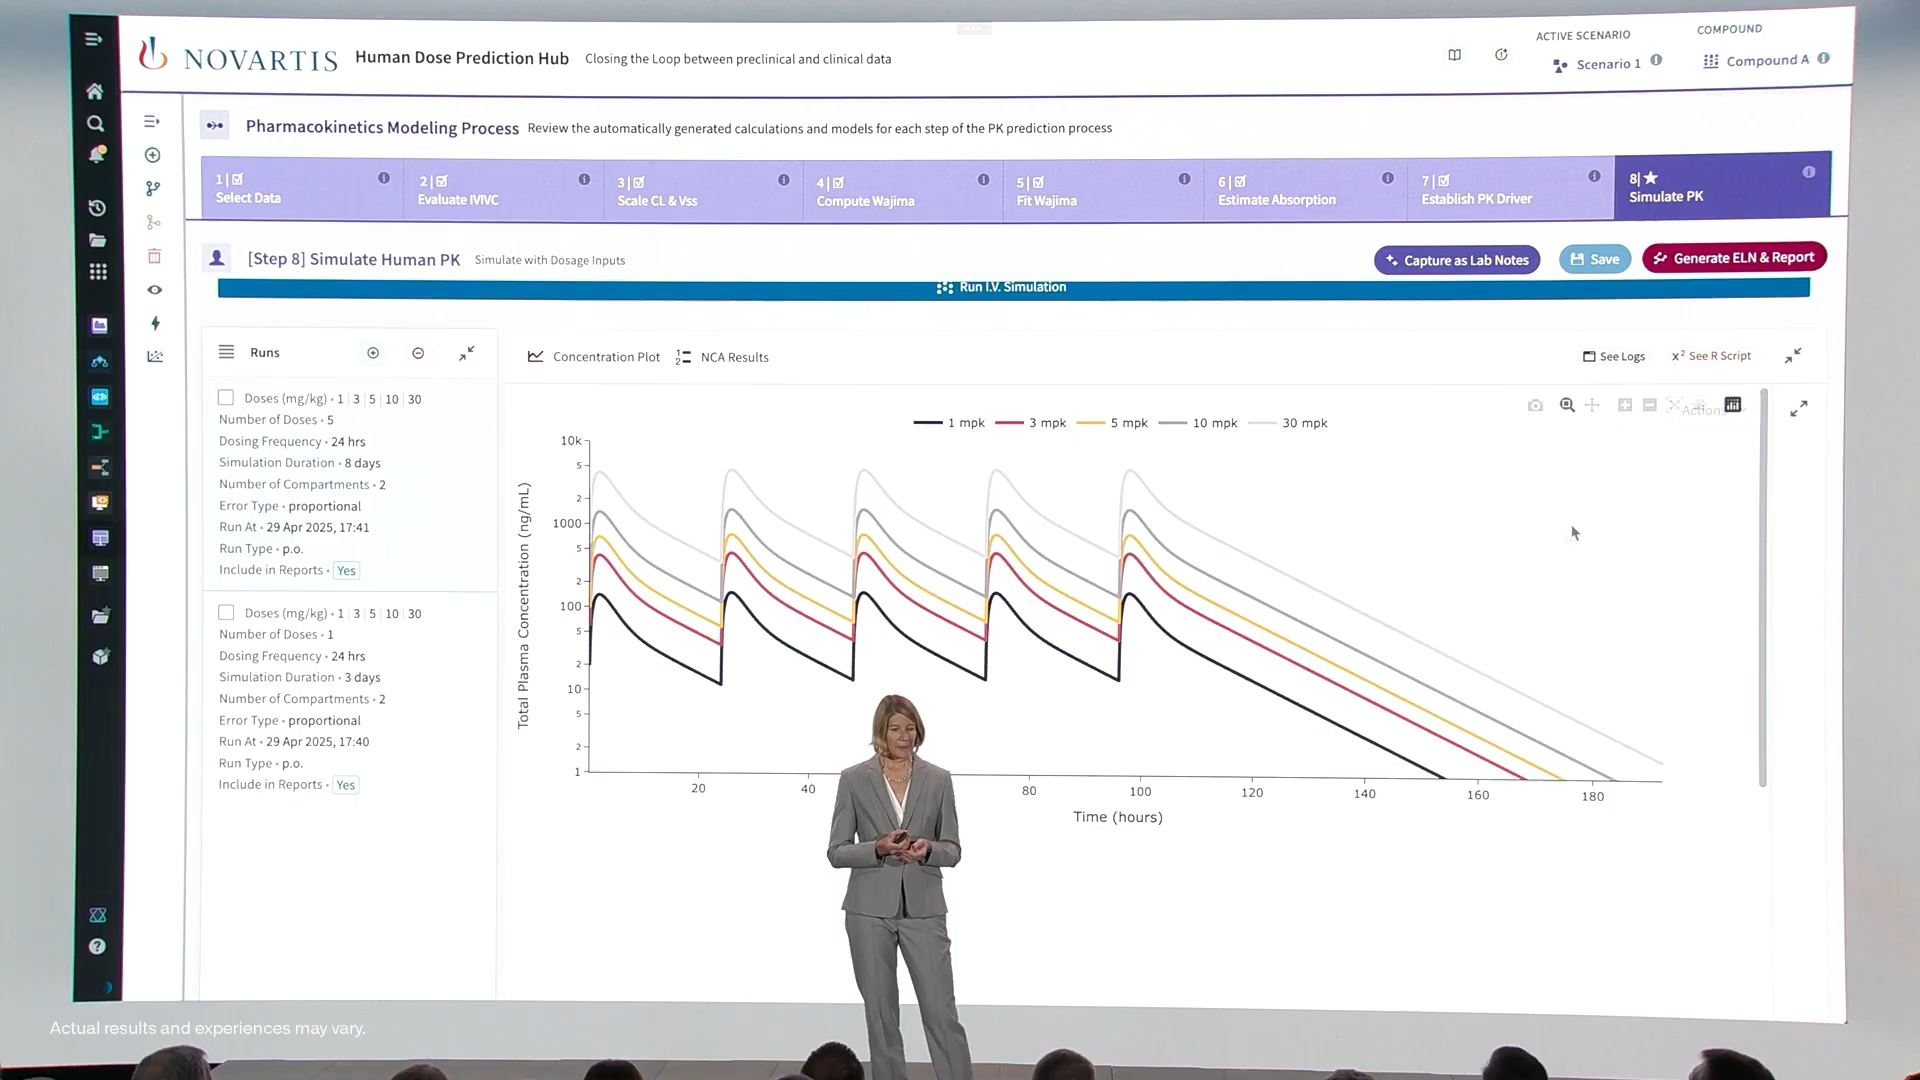 NOVARTIS Human Dose Prediction Hub Closing the Loop between preclinical and clinical data
ACTIVE SCENARIO
Scenario 1
COMPOUND
Compound A
Pharmacokinetics Modeling Process Review the automatically generated calculations and models for each step of the PK prediction process
1|
Select Data
2|
Evaluate IVIVC
3|
Scale CL & Vss
4|
Compute Wajima
5|
Fit Wajima
6|
Estimate Absorption
7|
Establish PK Driver
8|
Simulate PK
[Step 8] Simulate Human PK Simulate with Dosage Inputs
Capture as Lab Notes
Save
Generate ELN & Report
Run I.V. Simulation
Runs
Doses (mg/kg) • 1 | 3 | 5 | 10 | 30
Number of Doses • 5
Dosing Frequency • 24 hrs
Simulation Duration • 8 days
Number of Compartments • 2
Error Type • proportional
Run At • 29 Apr 2025, 17:41
Run Type • p.o.
Include in Reports • Yes
Doses (mg/kg) • 1 | 3 | 5 | 10 | 30
Number of Doses • 1
Dosing Frequency • 24 hrs
Simulation Duration • 3 days
Number of Compartments • 2
Error Type • proportional
Run At • 29 Apr 2025, 17:40
Run Type • p.o.
Include in Reports • Yes
Concentration Plot
NCA Results
See Logs
x² See R Script
Actions
1 mpk 3 mpk 5 mpk 10 mpk 30 mpk
Total Plasma Concentration (ng/mL)
10k
5
2
1000
5
2
100
5
2
10
5
2
1
20 40 80 100 120 140 160 180
Time (hours)
Actual results and experiences may vary.